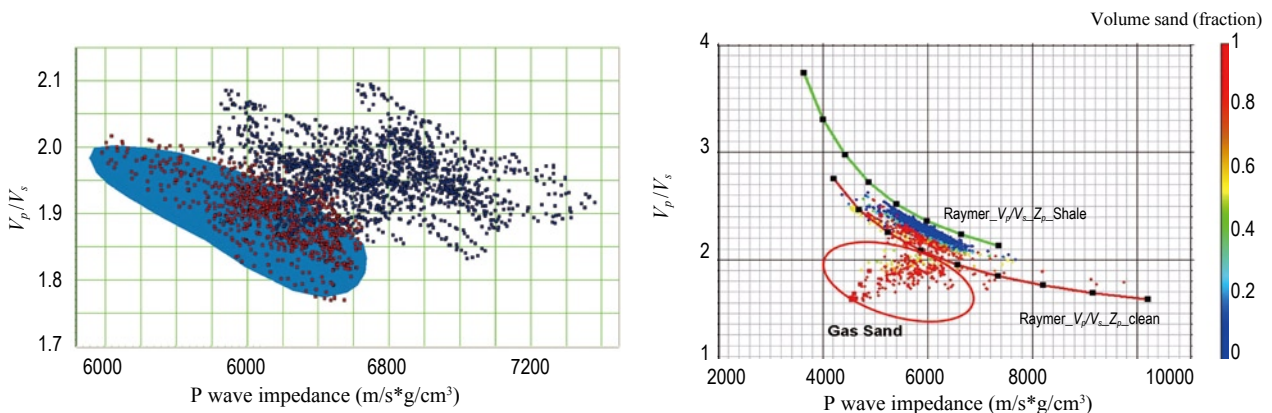 2.1
2.0
1.9
1.8
1.7
Vp/Vs
6000 6000 6800 7200
P wave impedance (m/s*g/cm³)
Volume sand (fraction)
4
3
2
1
Vp/Vs
Raymer_Vp/Vs_Zp_Shale
Gas Sand
Raymer_Vp/Vs_Zp_clean
2000 4000 6000 8000 10000
P wave impedance (m/s*g/cm³)
1
0.8
0.6
0.4
0.2
0